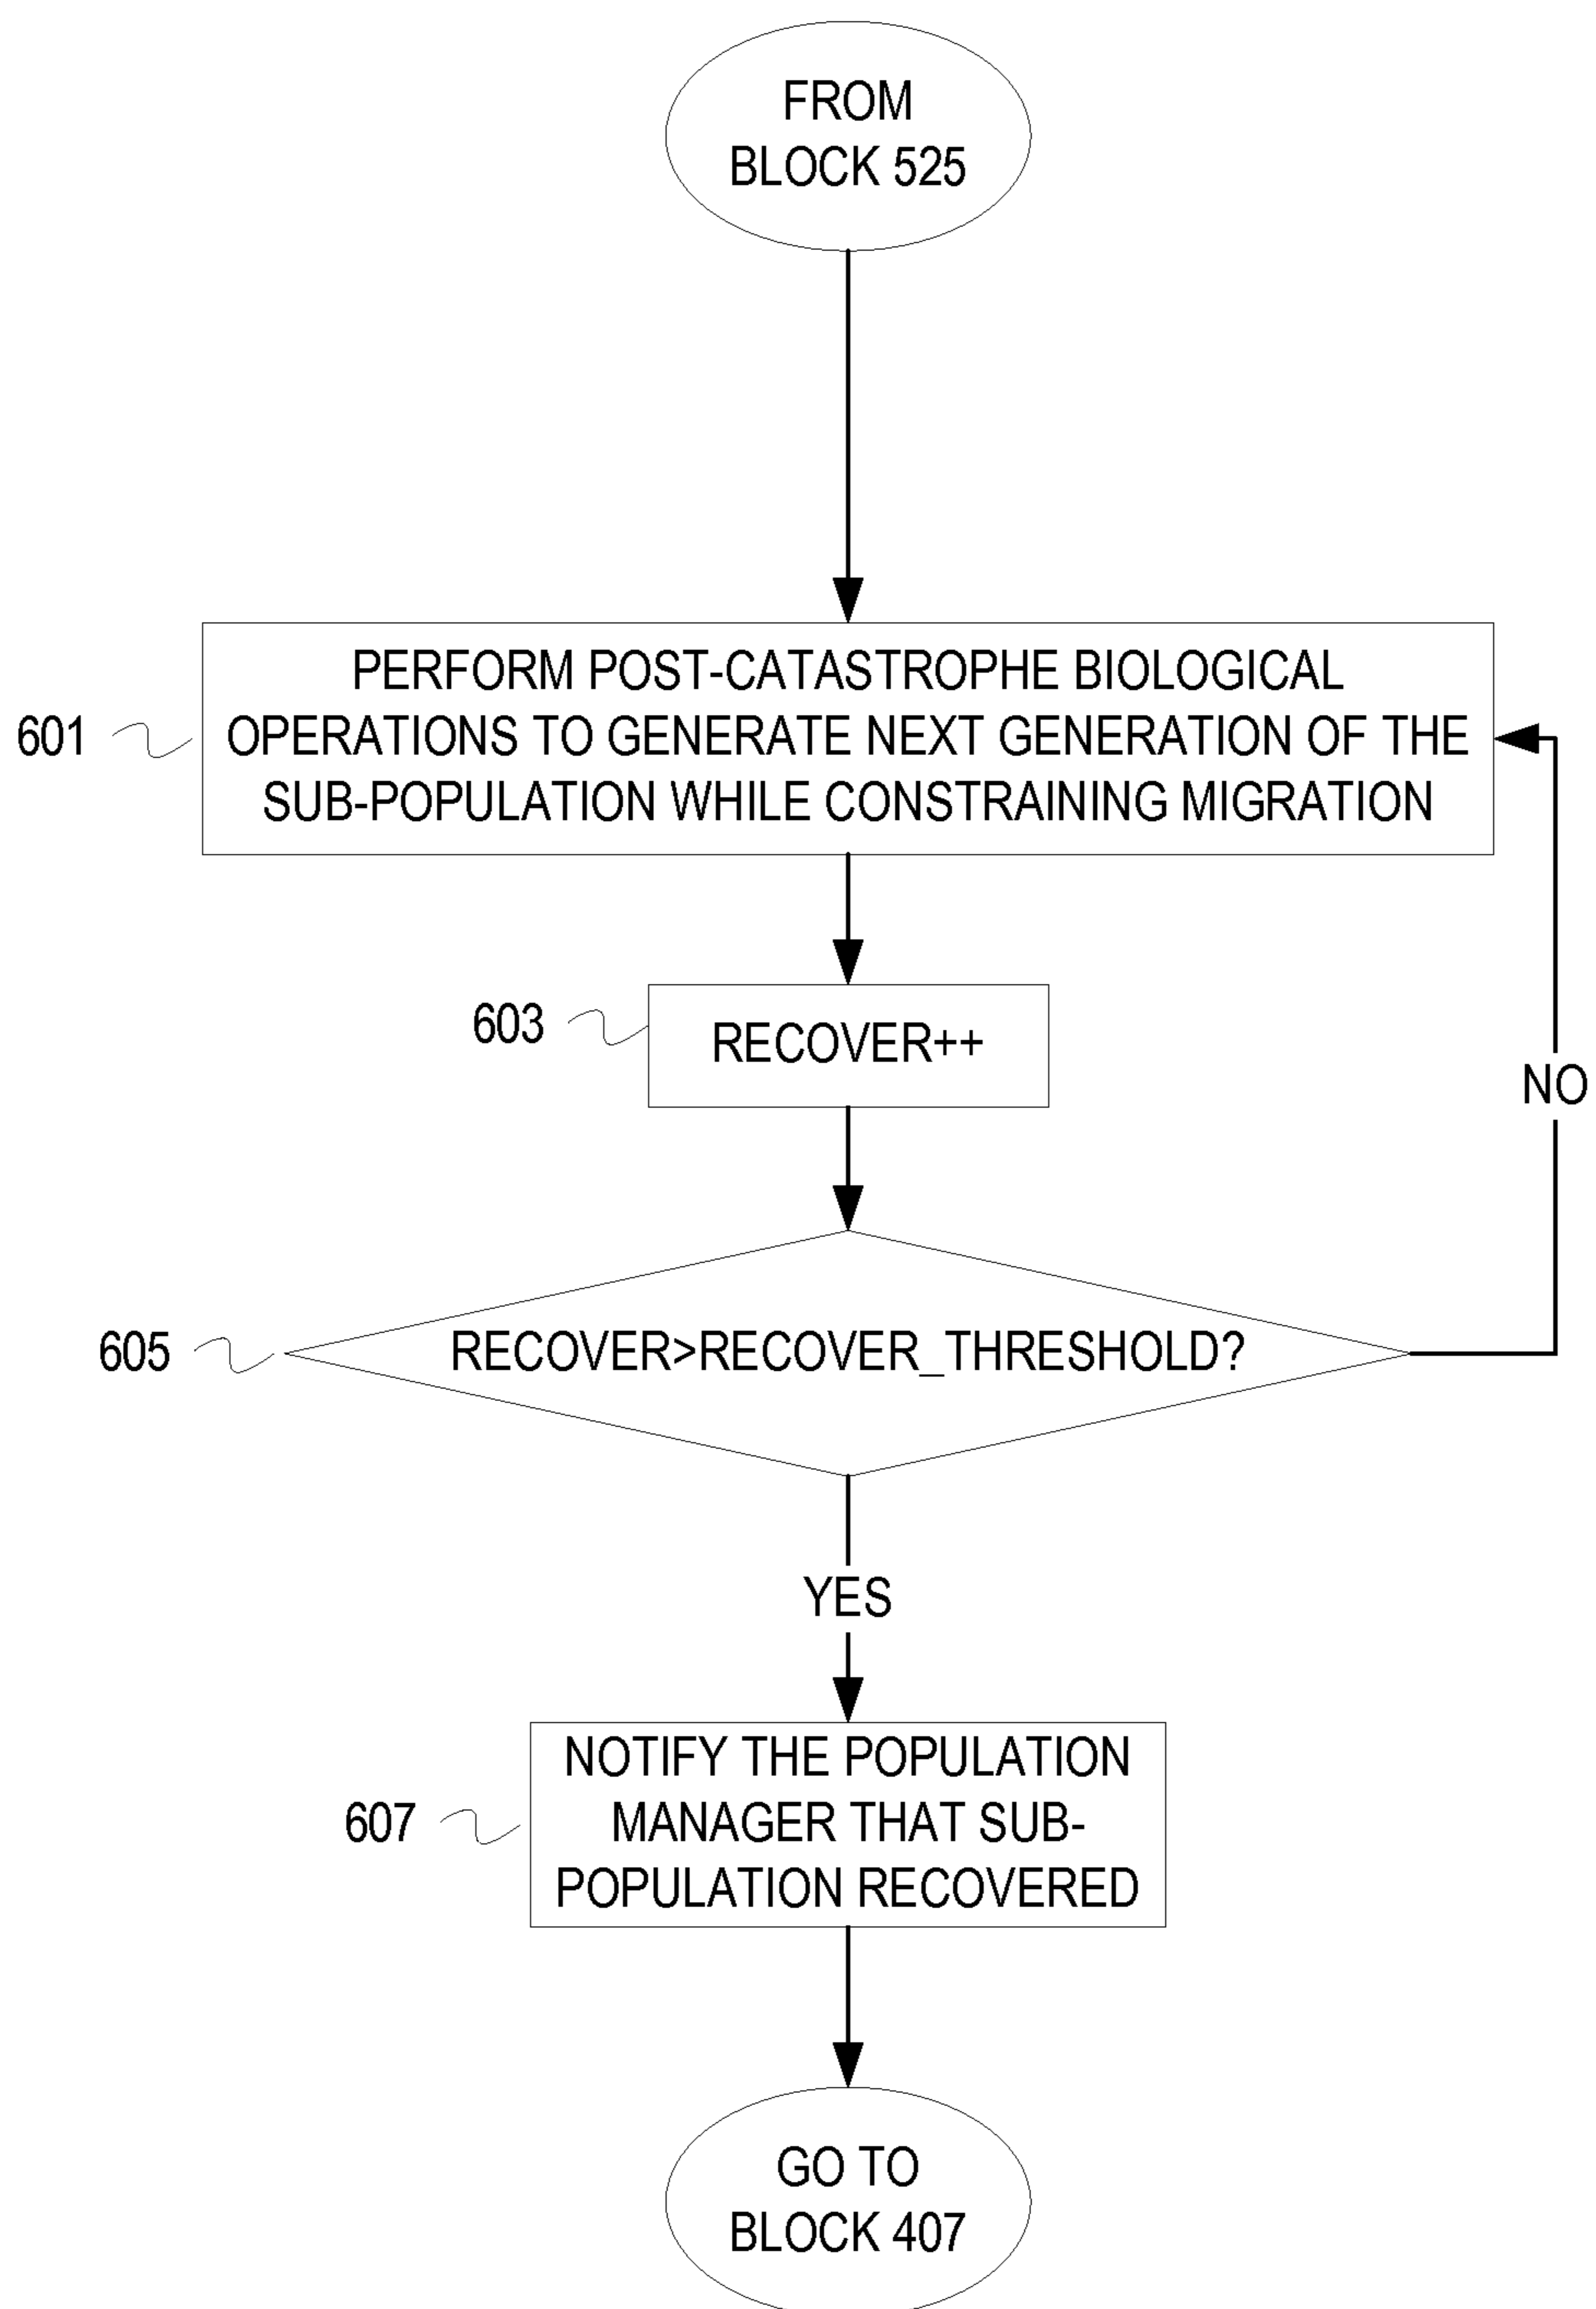 FROM
BLOCK 525
PERFORM POST-CATASTROPHE BIOLOGICAL
601
OPERATIONS TO GENERATE NEXT GENERATION OF THE
SUB-POPULATION WHILE CONSTRAINING MIGRATION
603
RECOVER++
NO
605
RECOVER>RECOVER_THRESHOLD?
YES
NOTIFY THE POPULATION
607
MANAGER THAT SUB-
POPULATION RECOVERED
GO TO
BLOCK 407